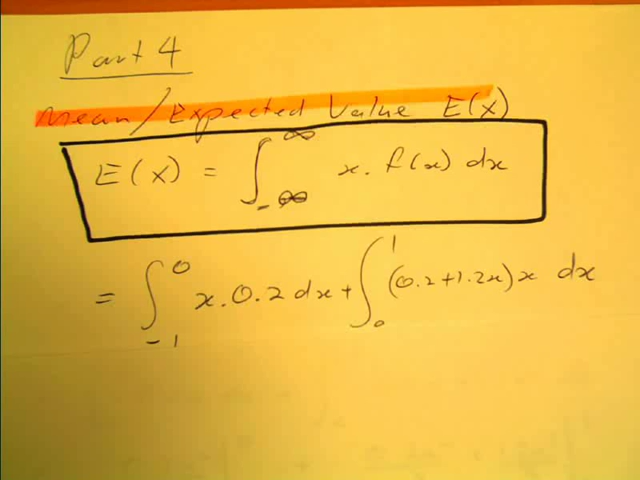 Part 4
Mean/Expected Value E(x)
E(x) = ∫_{-∞}^{∞} x. f(x) dx
= ∫_{-1}^{0} x.0.2 dx + ∫_{0}^{1} (0.2+1.2x)x dx